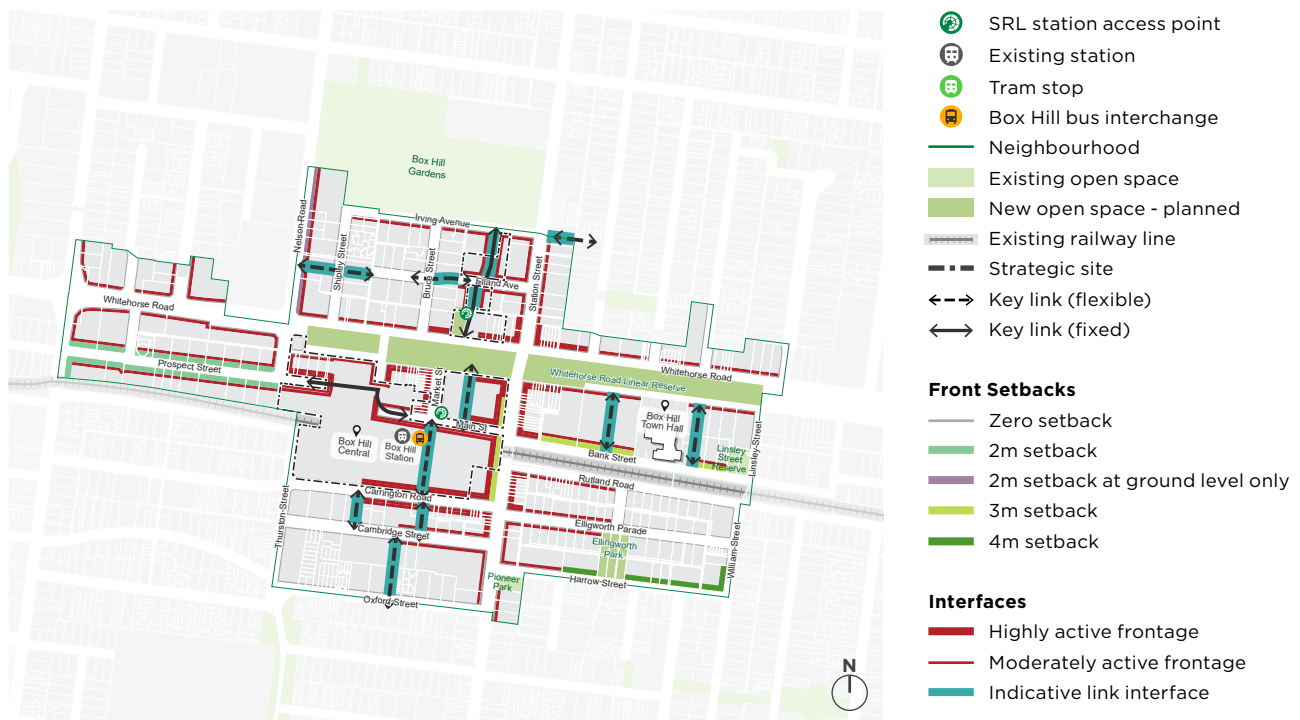 Box Hill
Gardens
Irving Avenue
Nelson Road
Shipley Street
Bruce Street
Elland Ave
Station Street
Whitehorse Road
Prospect Street
Whitehorse Road
Whitehorse Road Linear Reserve
Market St
Main St
Box Hill
Central
Box Hill
Station
Box Hill
Town Hall
Bank Street
Linsley
Street
Reserve
Linsley Street
Rutland Road
Carrington Road
Thurston Street
Cambridge Street
Ellingworth Parade
Ellingworth
Park
William Street
Pioneer
Park
Harrow Street
Oxford Street
N
SRL station access point
Existing station
Tram stop
Box Hill bus interchange
Neighbourhood
Existing open space
New open space - planned
Existing railway line
Strategic site
Key link (flexible)
Key link (fixed)
Front Setbacks
Zero setback
2m setback
2m setback at ground level only
3m setback
4m setback
Interfaces
Highly active frontage
Moderately active frontage
Indicative link interface